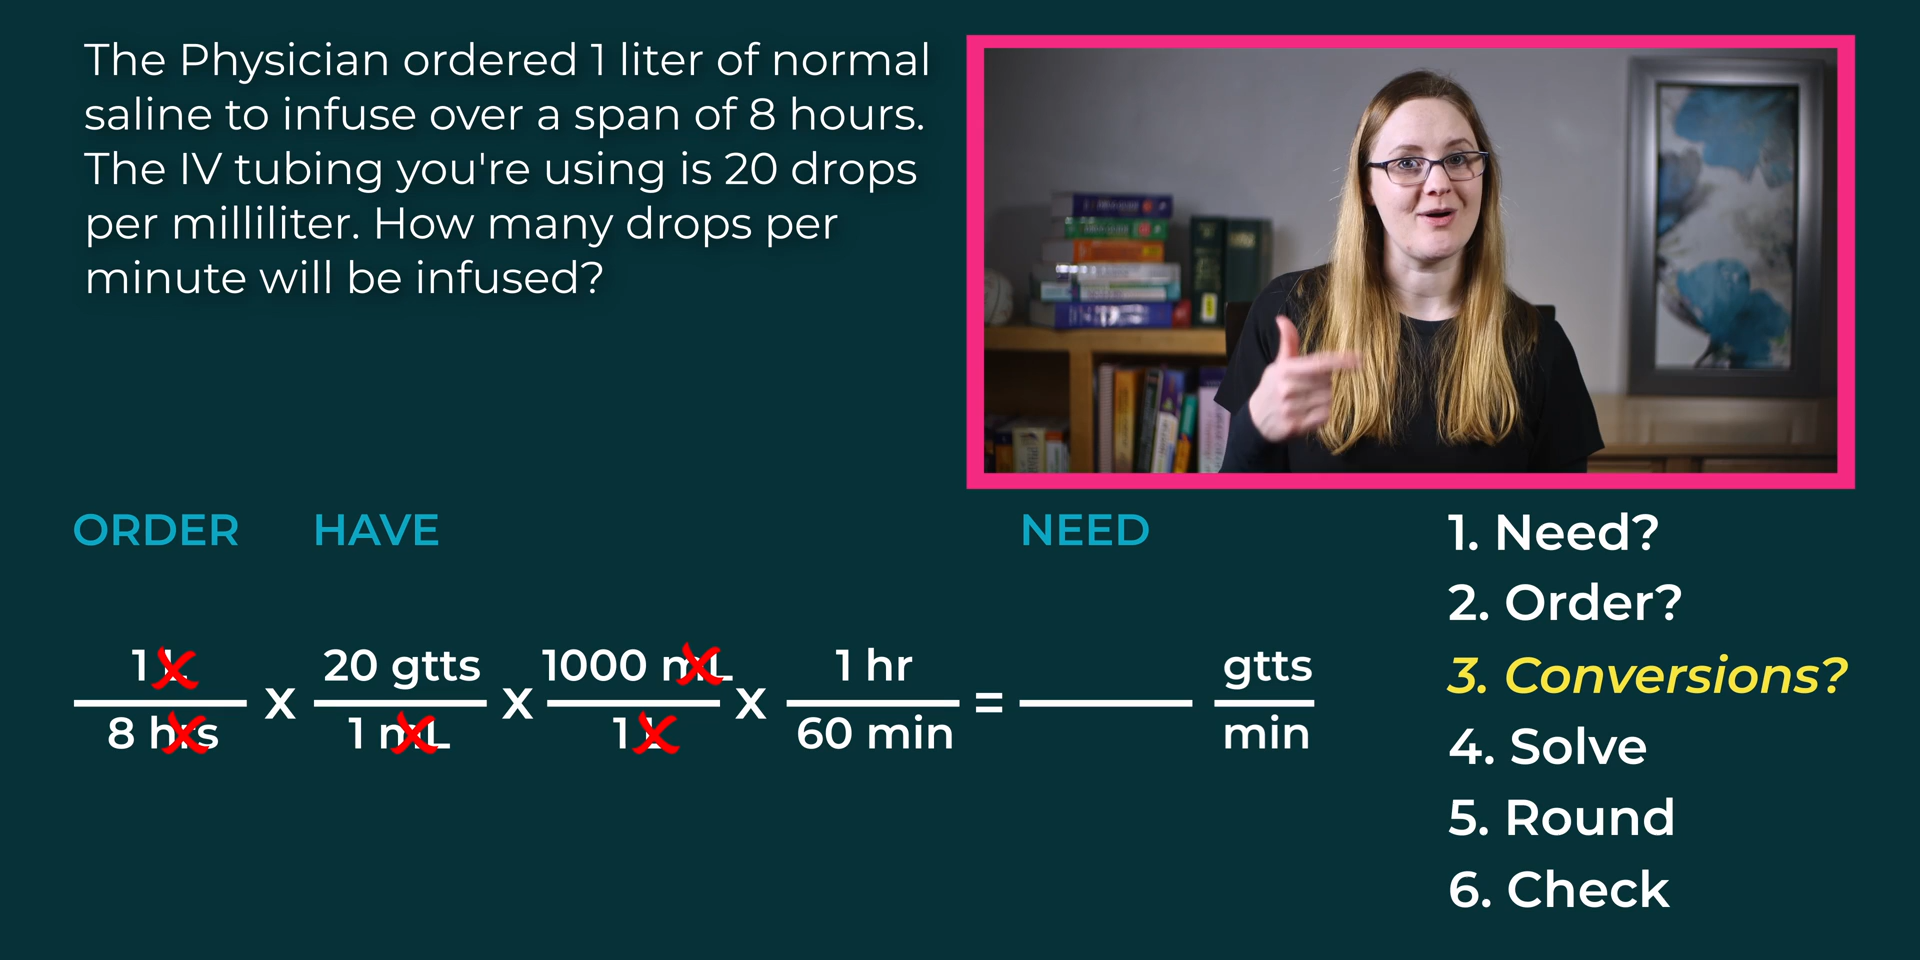 The Physician ordered 1 liter of normal
saline to infuse over a span of 8 hours.
The IV tubing you're using is 20 drops
per milliliter. How many drops per
minute will be infused?
ORDER HAVE NEED
1 L x 20 gtts x 1000 mL x 1 hr = gtts
8 hrs 1 mL 1 L 60 min min
1. Need?
2. Order?
3. Conversions?
4. Solve
5. Round
6. Check